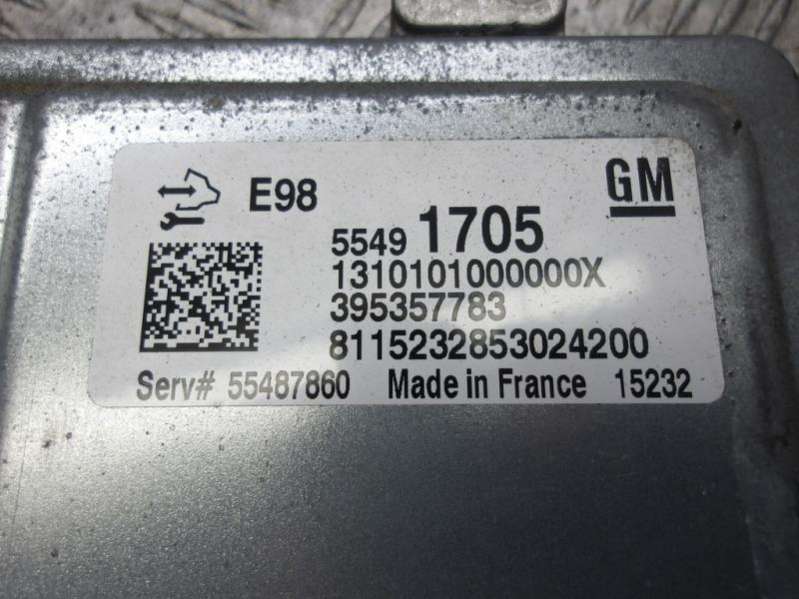 E98
GM
5549 1705
1310101000000X
395357783
8115232853024200
Serv# 55487860 Made in France 15232